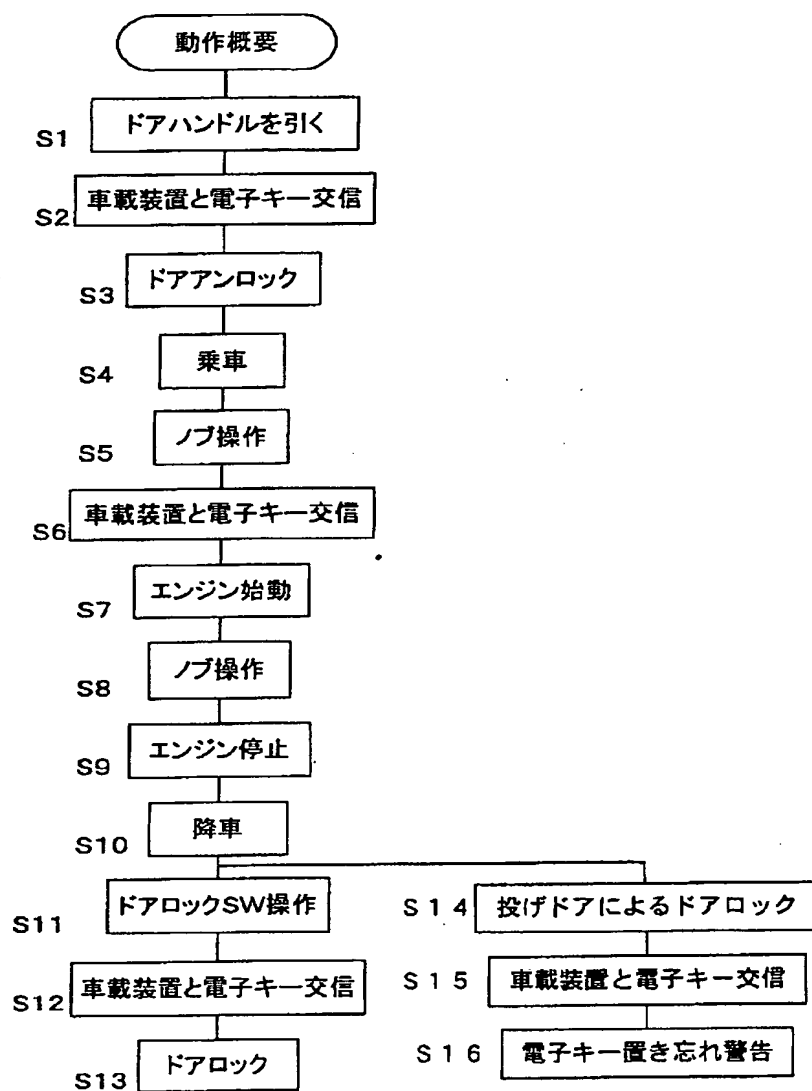 動作概要
S1 ドアハンドルを引く
S2 車載装置と電子キー交信
S3 ドアアンロック
S4 乗車
S5 ノブ操作
S6 車載装置と電子キー交信
S7 エンジン始動
S8 ノブ操作
S9 エンジン停止
S10 降車
S11 ドアロックSW操作
S12 車載装置と電子キー交信
S13 ドアロック
S14 投げドアによるドアロック
S15 車載装置と電子キー交信
S16 電子キー置き忘れ警告